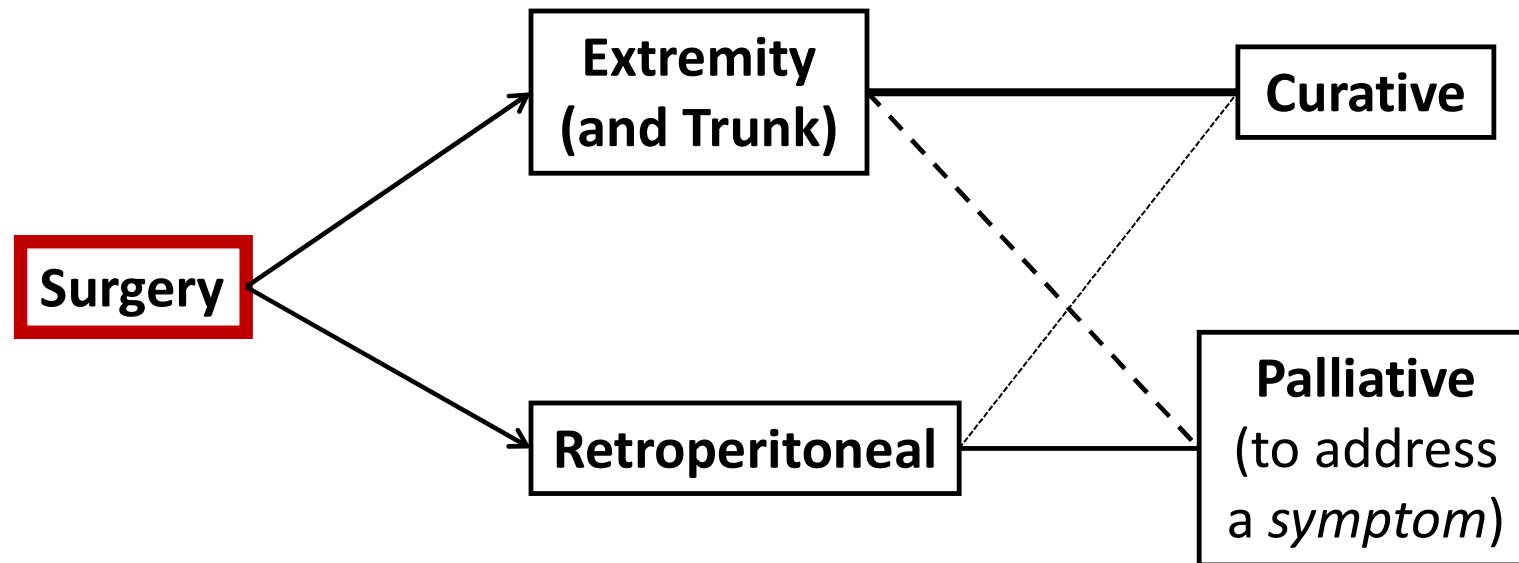 Surgery
Extremity
(and Trunk)
Retroperitoneal
Curative
Palliative
(to address
a symptom)